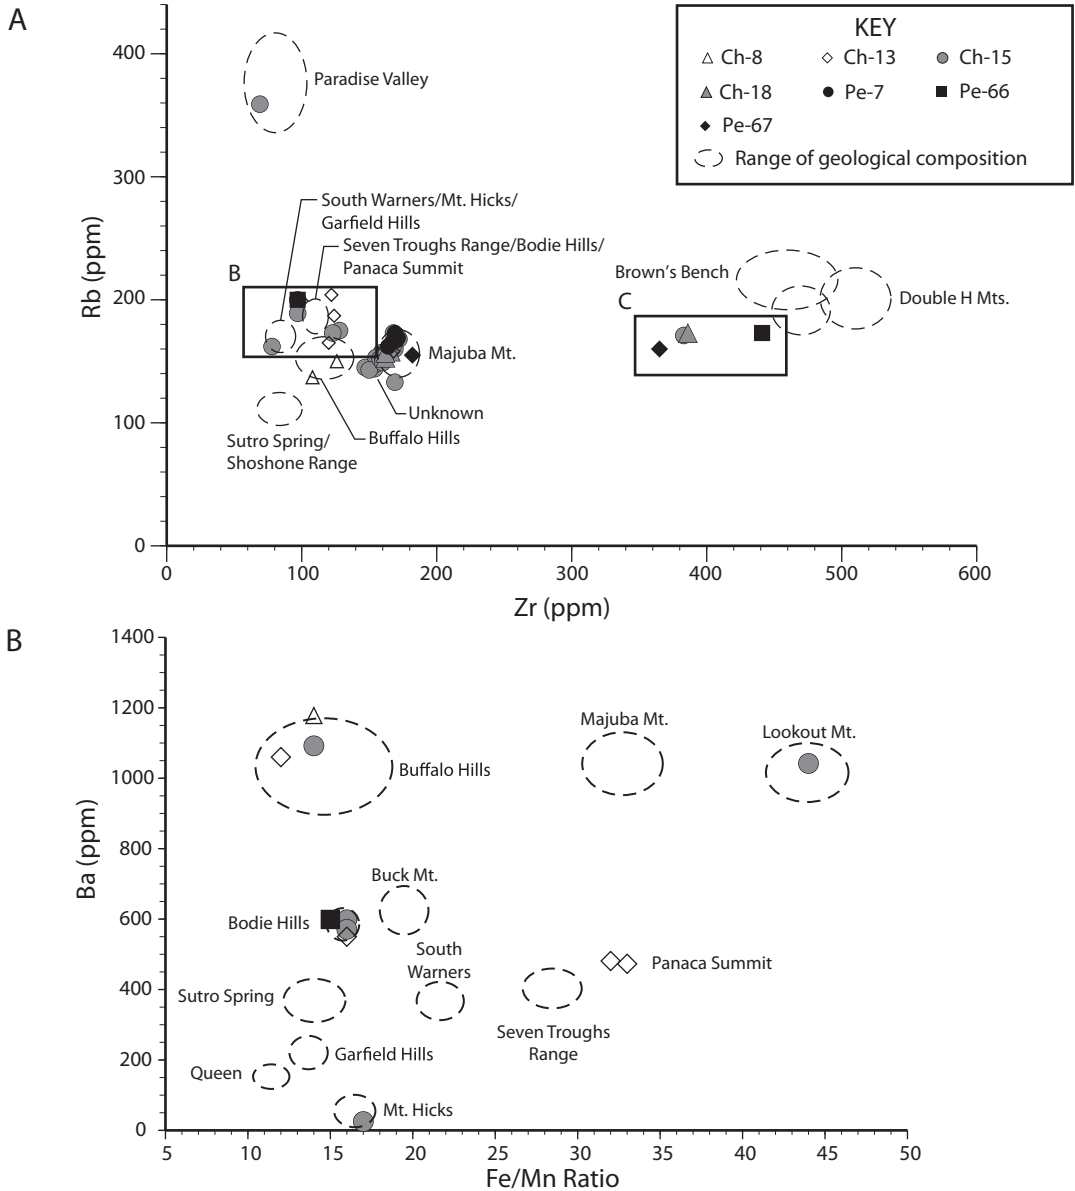 A
KEY
Ch-8
Ch-13
Ch-15
Ch-18
Pe-7
Pe-66
Pe-67
Range of geological composition
400
300
200
100
0
Rb (ppm)
Paradise Valley
South Warners/Mt. Hicks/
Garfield Hills
Seven Troughs Range/Bodie Hills/
Panaca Summit
B
Brown's Bench
C
Double H Mts.
Majuba Mt.
Unknown
Buffalo Hills
Sutro Spring/
Shoshone Range
0
100
200
300
400
500
600
Zr (ppm)
B
1400
1200
1000
800
600
400
200
0
Ba (ppm)
Majuba Mt.
Lookout Mt.
Buffalo Hills
Buck Mt.
Bodie Hills
South
Warners
Panaca Summit
Sutro Spring
Seven Troughs
Range
Garfield Hills
Queen
Mt. Hicks
5
10
15
20
25
30
35
40
45
50
Fe/Mn Ratio